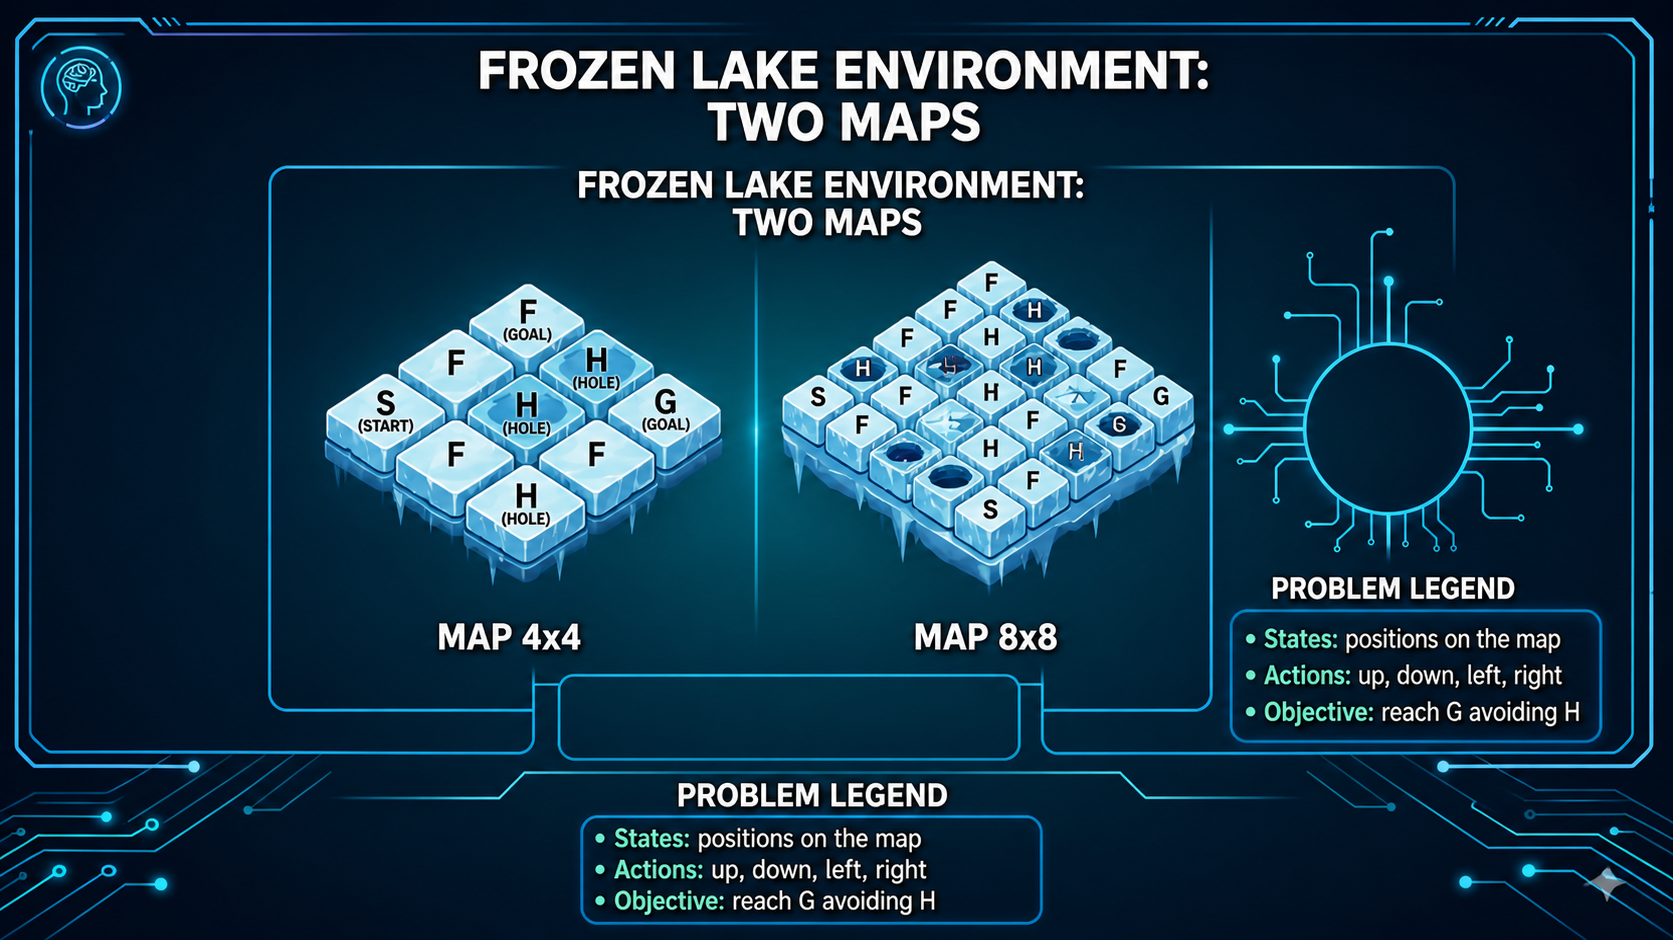 FROZEN LAKE ENVIRONMENT:
TWO MAPS
FROZEN LAKE ENVIRONMENT:
TWO MAPS
F
(GOAL)
F
H
(HOLE)
S
(START)
H
(HOLE)
G
(GOAL)
F
F
H
(HOLE)
MAP 4x4
F
F
H
F
H
H
H
F
S
F
H
G
F
F
6
H
H
F
S
MAP 8x8
PROBLEM LEGEND
• States: positions on the map
• Actions: up, down, left, right
• Objective: reach G avoiding H
PROBLEM LEGEND
• States: positions on the map
• Actions: up, down, left, right
• Objective: reach G avoiding H